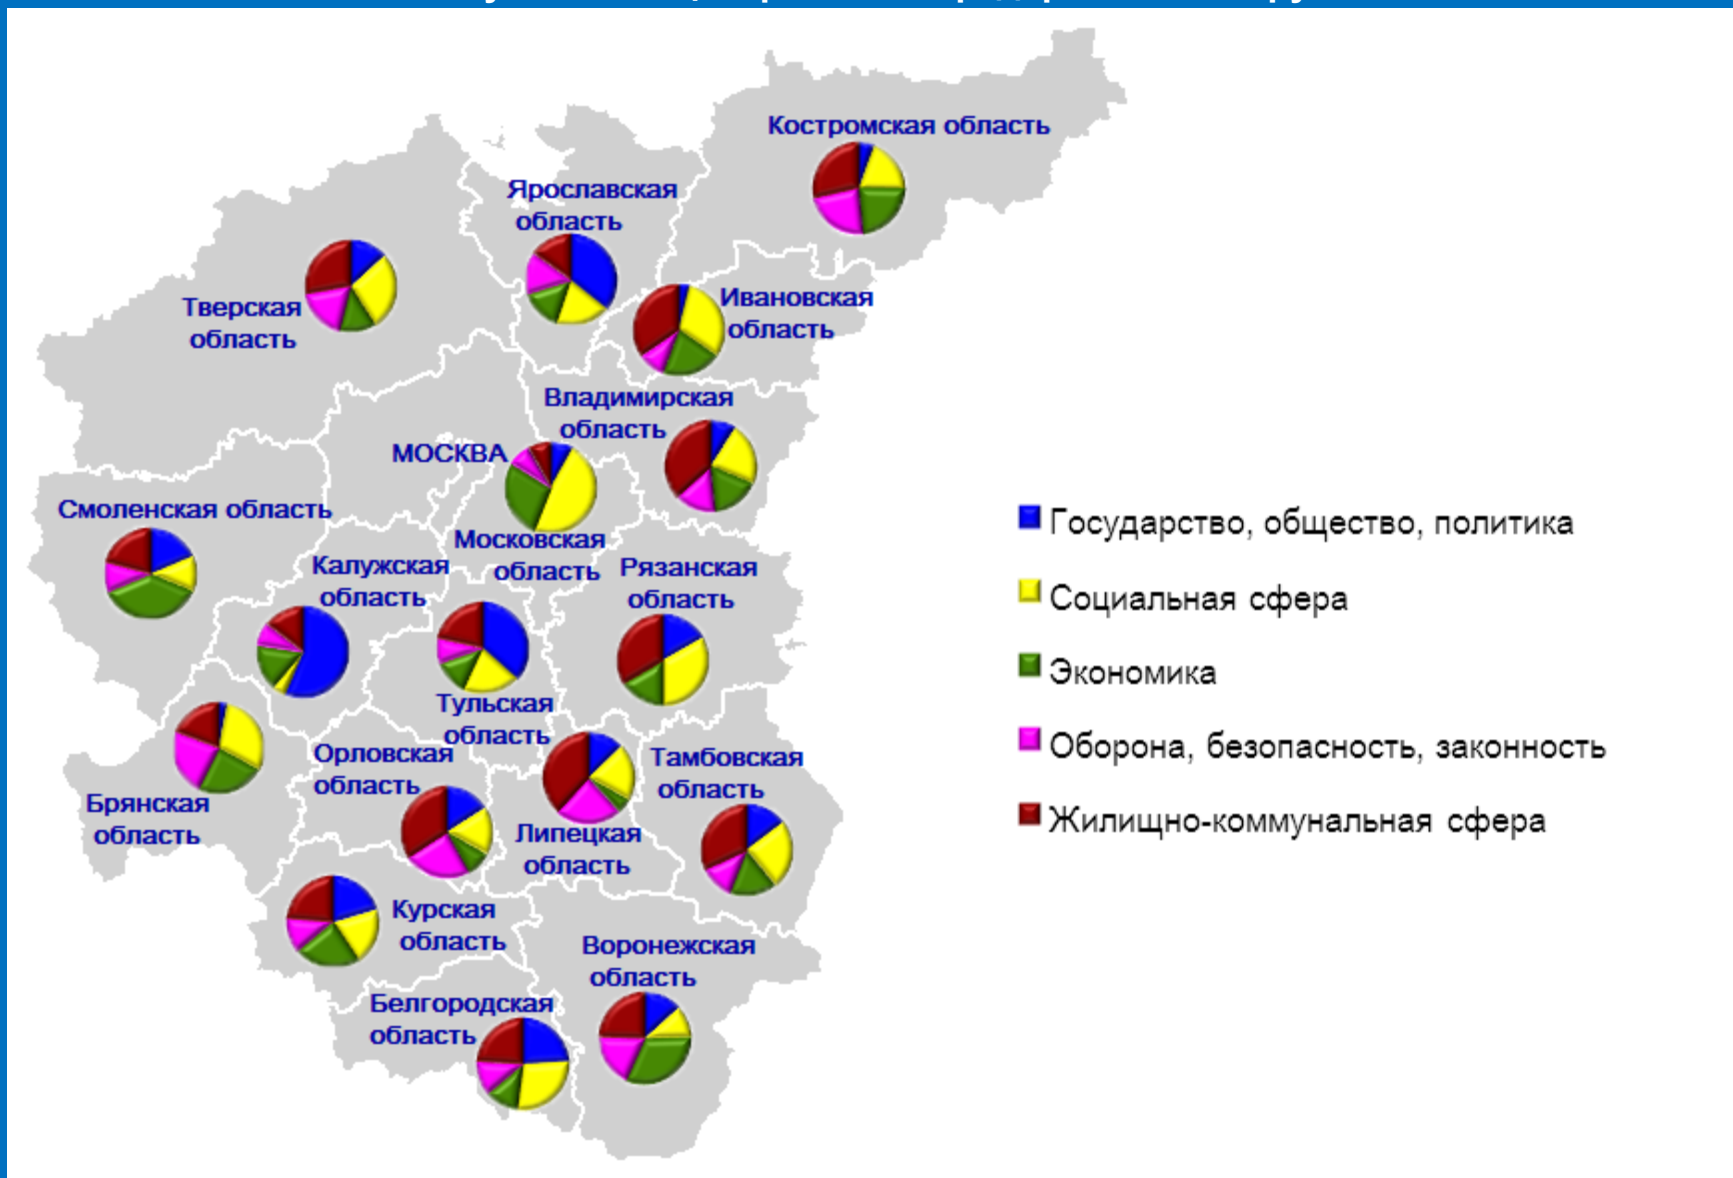 Костромская область
Ярославская
область
Тверская
область
Ивановская
область
Владимирская
область
МОСКВА
Смоленская область
Московская
область
Калужская
область
Рязанская
область
Тульская
область
Орловская
область
Тамбовская
область
Брянская
область
Липецкая
область
Курская
область
Воронежская
область
Белгородская
область
Государство, общество, политика
Социальная сфера
Экономика
Оборона, безопасность, законность
Жилищно-коммунальная сфера